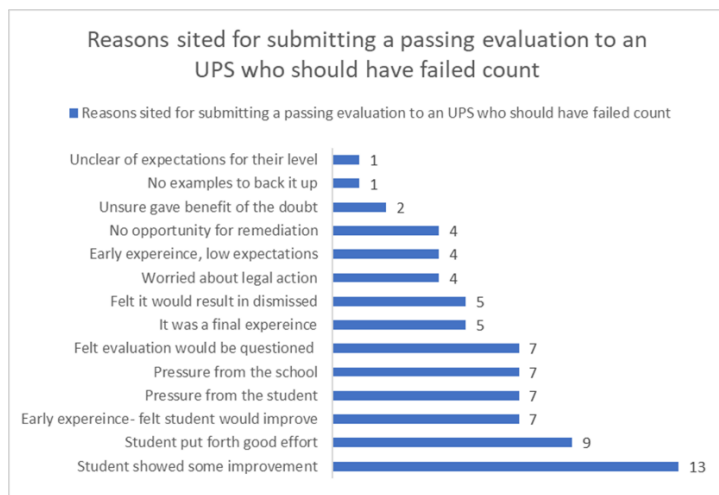 Reasons sited for submitting a passing evaluation to an
UPS who should have failed count
Reasons sited for submitting a passing evaluation to an UPS who should have failed count
Unclear of expectations for their level 1
No examples to back it up 1
Unsure gave benefit of the doubt 2
No opportunity for remediation 4
Early expereince, low expectations 4
Worried about legal action 4
Felt it would result in dismissed 5
It was a final expereince 5
Felt evaluation would be questioned 7
Pressure from the school 7
Pressure from the student 7
Early expereince- felt student would improve 7
Student put forth good effort 9
Student showed some improvement 13